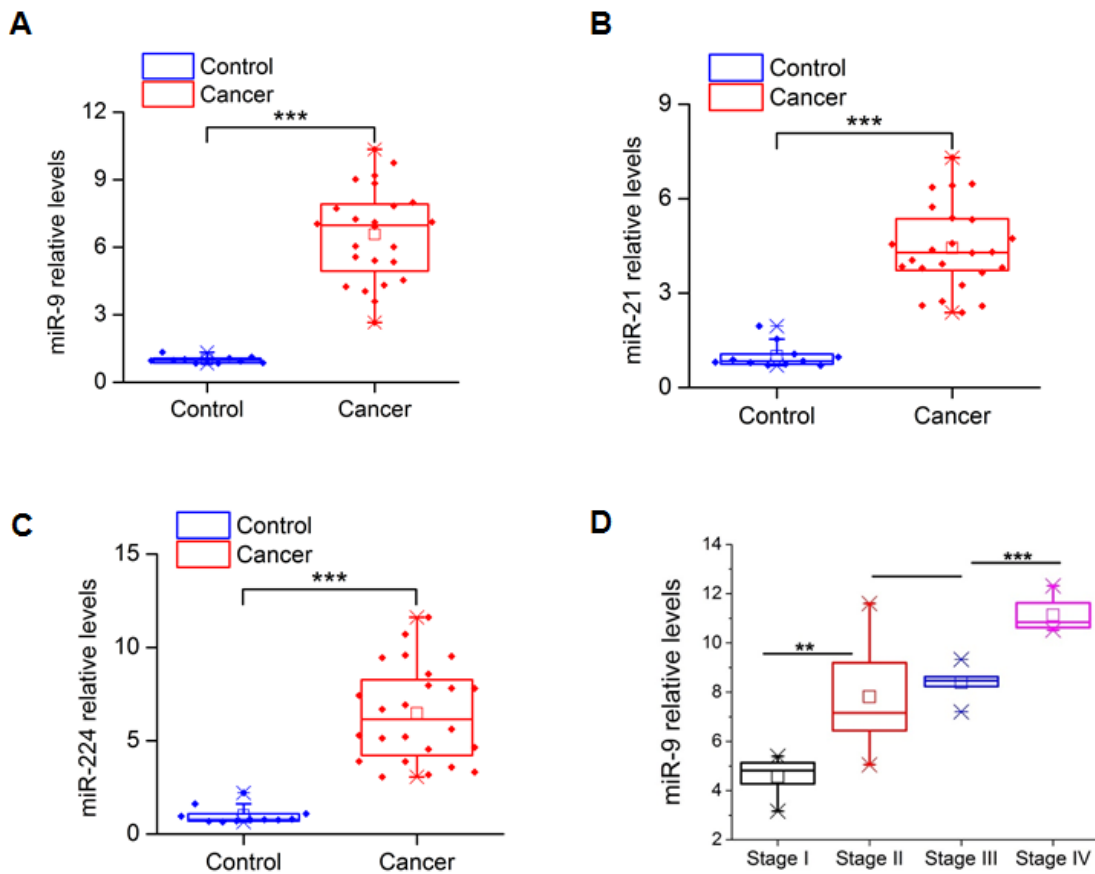 A
Control
Cancer
miR-9 relative levels
12
9
6
3
0
***
Control
Cancer
B
Control
Cancer
miR-21 relative levels
9
6
3
0
***
Control
Cancer
C
Control
Cancer
miR-224 relative levels
15
10
5
0
***
Control
Cancer
D
miR-9 relative levels
14
12
10
8
6
4
2
**
***
Stage I
Stage II
Stage III
Stage IV